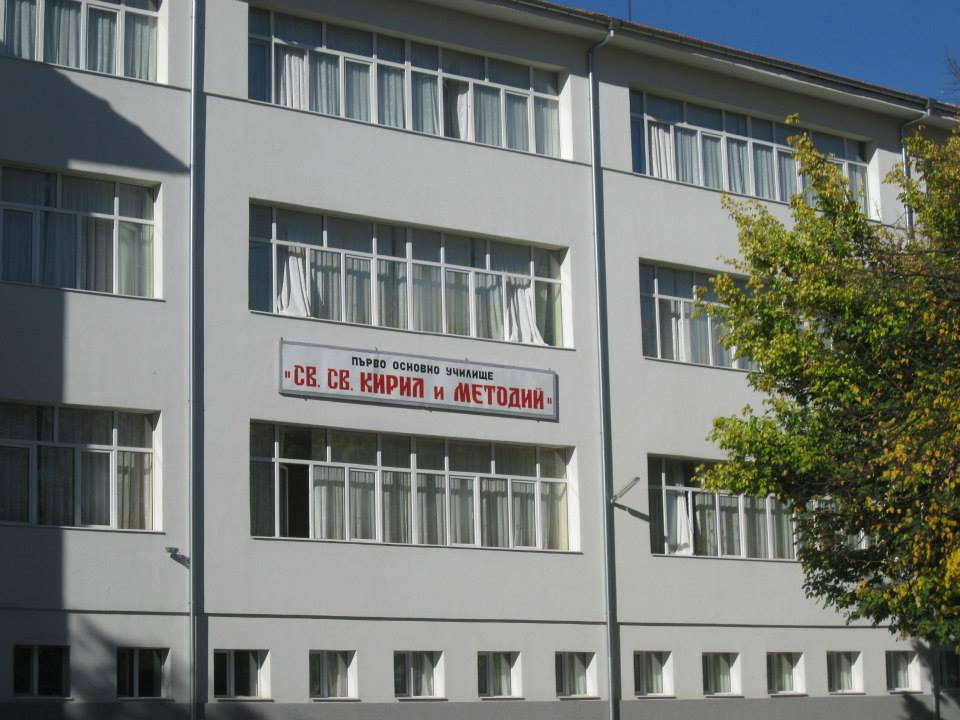 ПЪРВО ОСНОВНО УЧИЛИЩЕ
"СВ. СВ. КИРИЛ и МЕТОДИЙ"